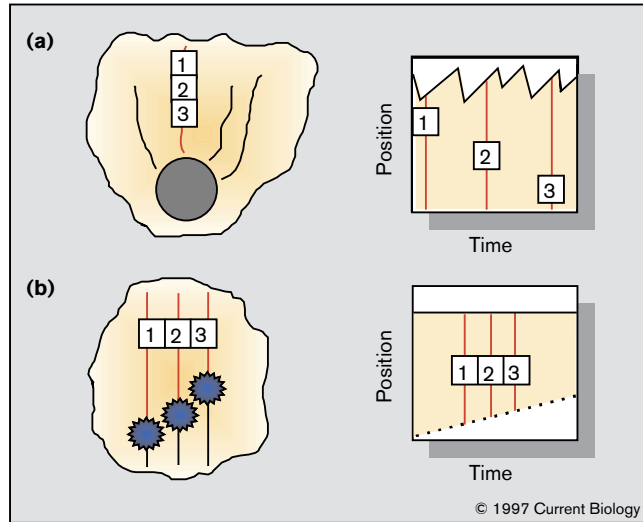 (a)
1
2
3
Position
1
2
3
Time
(b)
1 2 3
Position
1 2 3
Time
© 1997 Current Biology